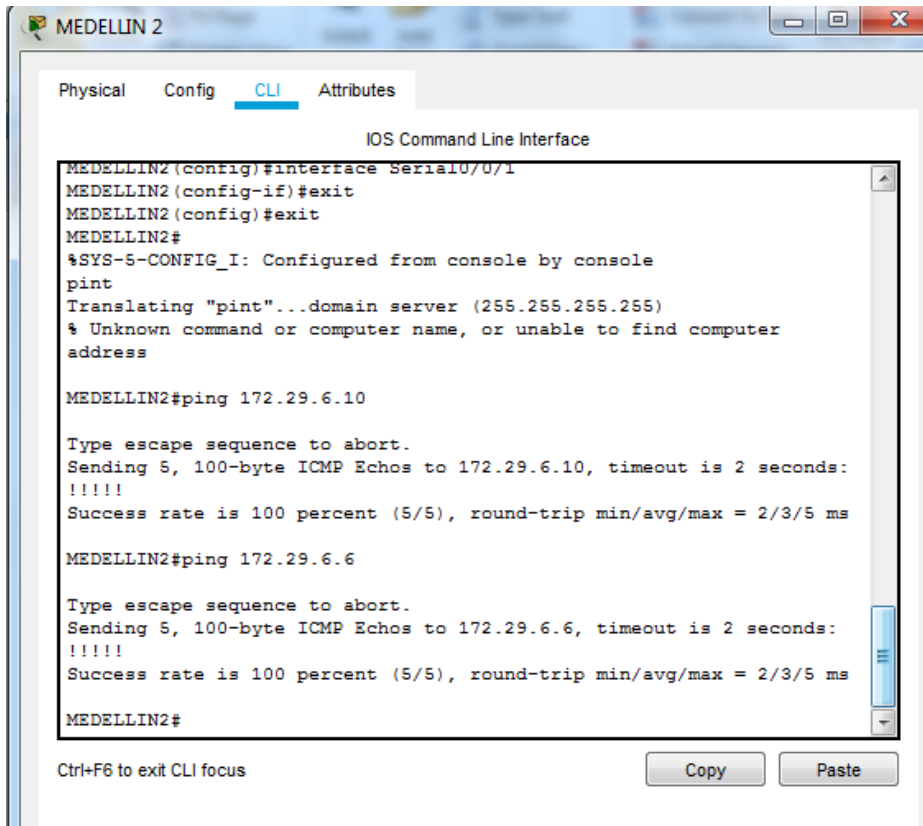 MEDELLIN 2
Physical Config CLI Attributes
IOS Command Line Interface
MEDELLIN2(config)#interface Serial0/0/1
MEDELLIN2(config-if)#exit
MEDELLIN2(config)#exit
MEDELLIN2#
%SYS-5-CONFIG_I: Configured from console by console
pint
Translating "pint"...domain server (255.255.255.255)
% Unknown command or computer name, or unable to find computer
address
MEDELLIN2#ping 172.29.6.10
Type escape sequence to abort.
Sending 5, 100-byte ICMP Echos to 172.29.6.10, timeout is 2 seconds:
!!!!!
Success rate is 100 percent (5/5), round-trip min/avg/max = 2/3/5 ms
MEDELLIN2#ping 172.29.6.6
Type escape sequence to abort.
Sending 5, 100-byte ICMP Echos to 172.29.6.6, timeout is 2 seconds:
!!!!!
Success rate is 100 percent (5/5), round-trip min/avg/max = 2/3/5 ms
MEDELLIN2#
Ctrl+F6 to exit CLI focus
Copy
Paste